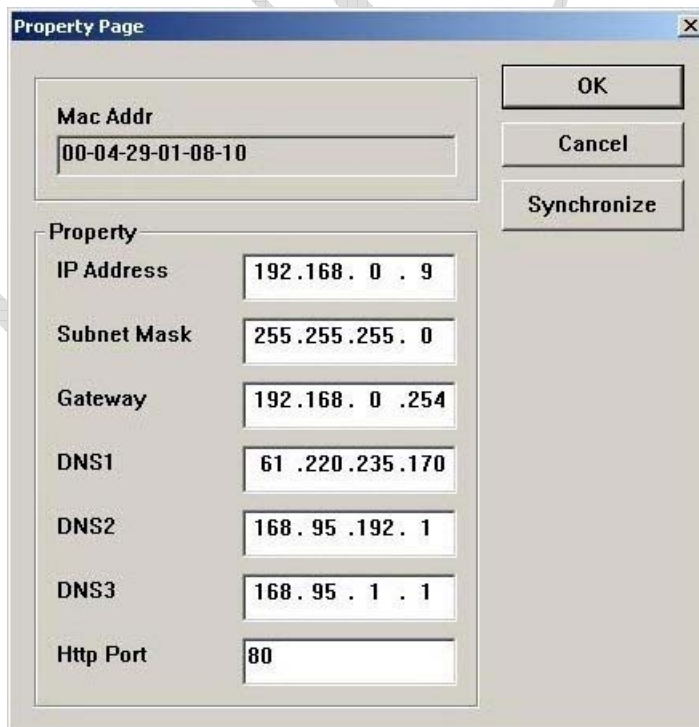 Property Page
OK
Mac Addr
00-04-29-01-08-10
Cancel
Synchronize
Property
IP Address 192.168. 0 . 9
Subnet Mask 255.255.255. 0
Gateway 192.168. 0 .254
DNS1 61 .220.235.170
DNS2 168. 95 .192. 1
DNS3 168. 95 . 1 . 1
Http Port 80